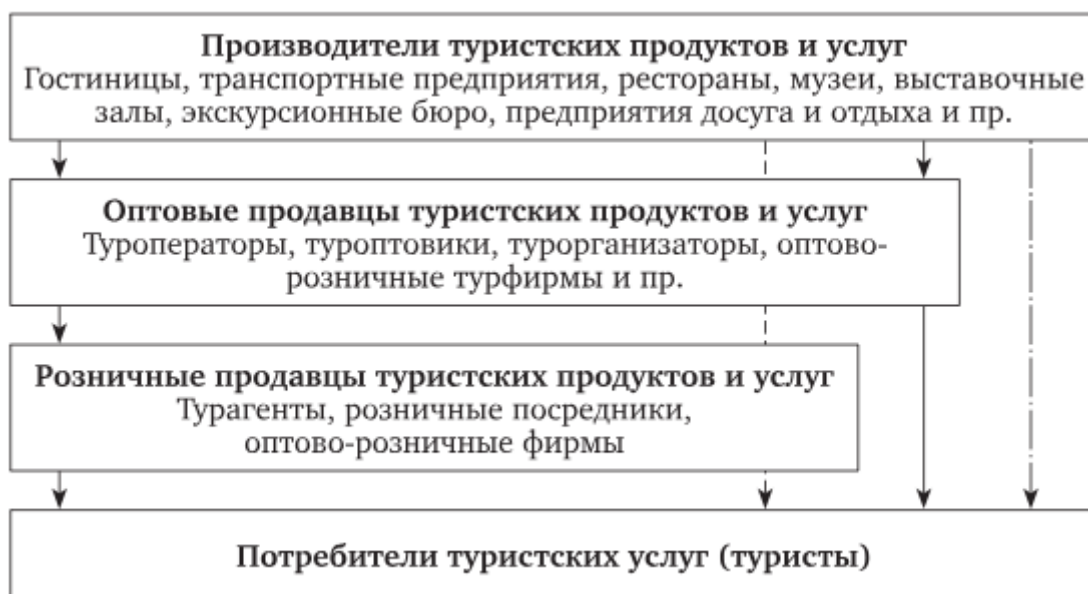 Производители туристских продуктов и услуг
Гостиницы, транспортные предприятия, рестораны, музеи, выставочные
залы, экскурсионные бюро, предприятия досуга и отдыха и пр.
Оптовые продавцы туристских продуктов и услуг
Туроператоры, туроптовики, турорганизаторы, оптово-
розничные турфирмы и пр.
Розничные продавцы туристских продуктов и услуг
Турагенты, розничные посредники,
оптово-розничные фирмы
Потребители туристских услуг (туристы)